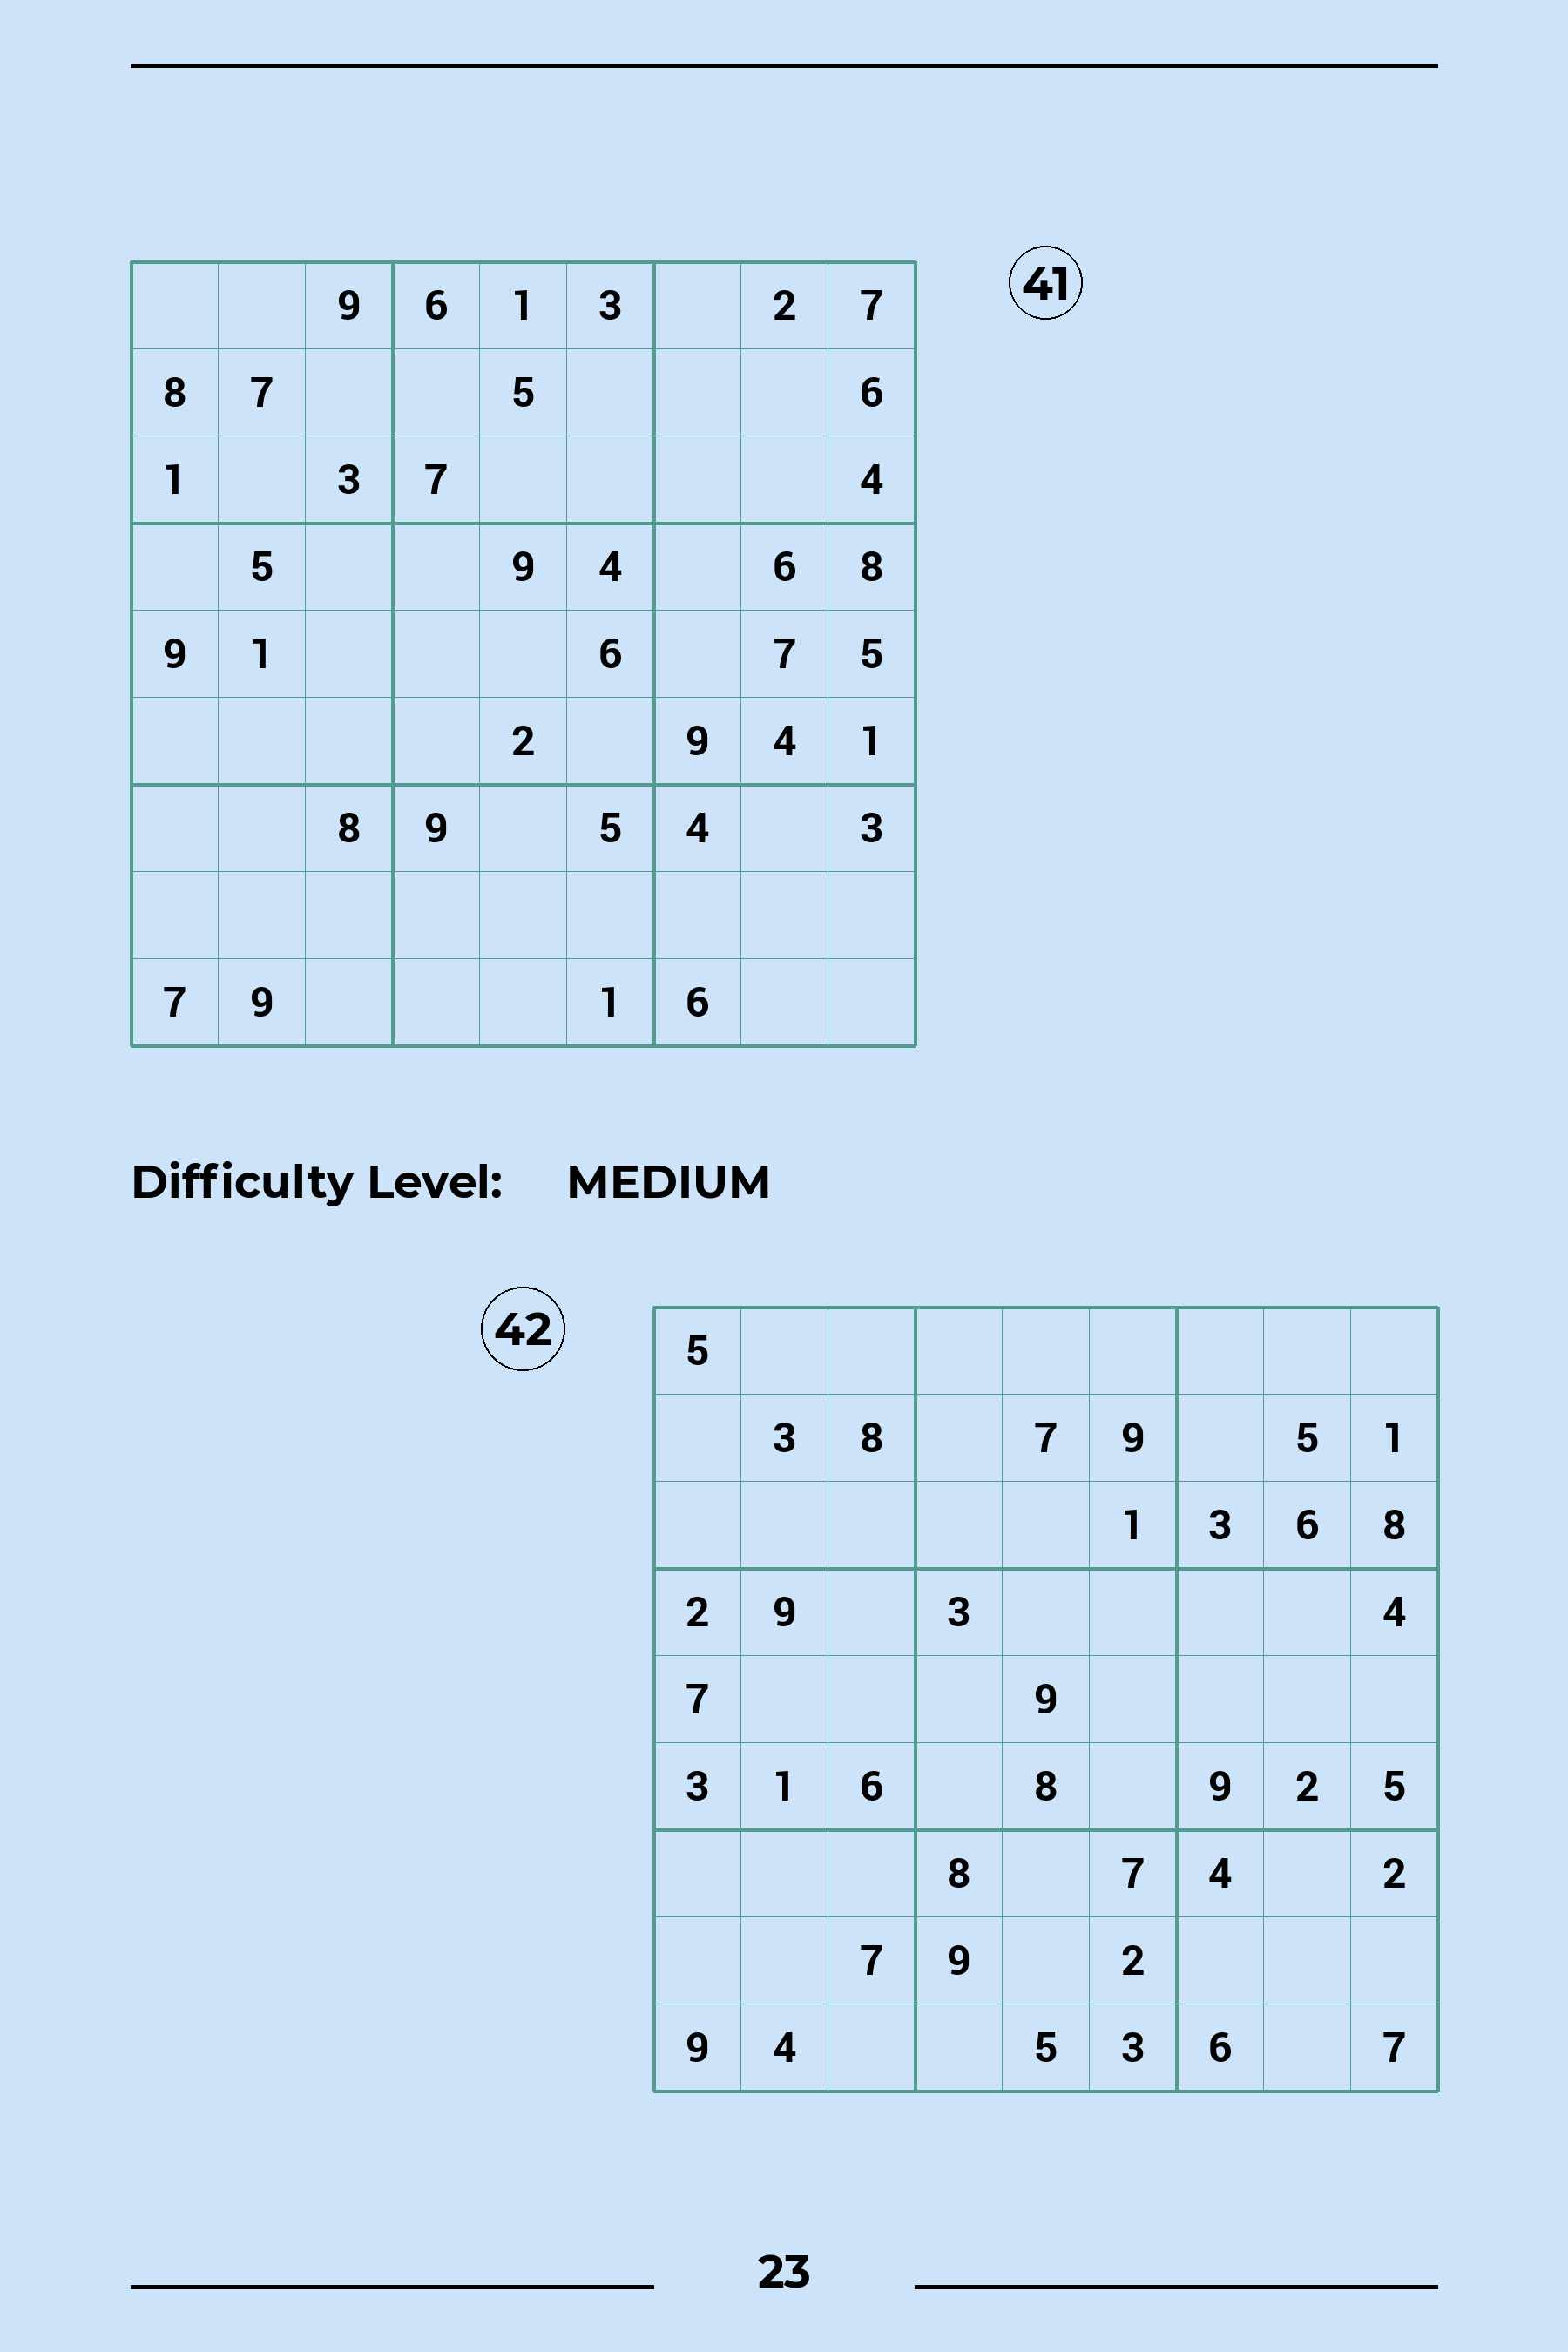 41
9 6 1 3 2 7
8 7 5 6
1 3 7 4
5 9 4 6 8
9 1 6 7 5
2 9 4 1
8 9 5 4 3
7 9 1 6
Difficulty Level: MEDIUM
42
5
3 8 7 9 5 1
1 3 6 8
2 9 3 4
7 9
3 1 6 8 9 2 5
8 7 4 2
7 9 2
9 4 5 3 6 7
23